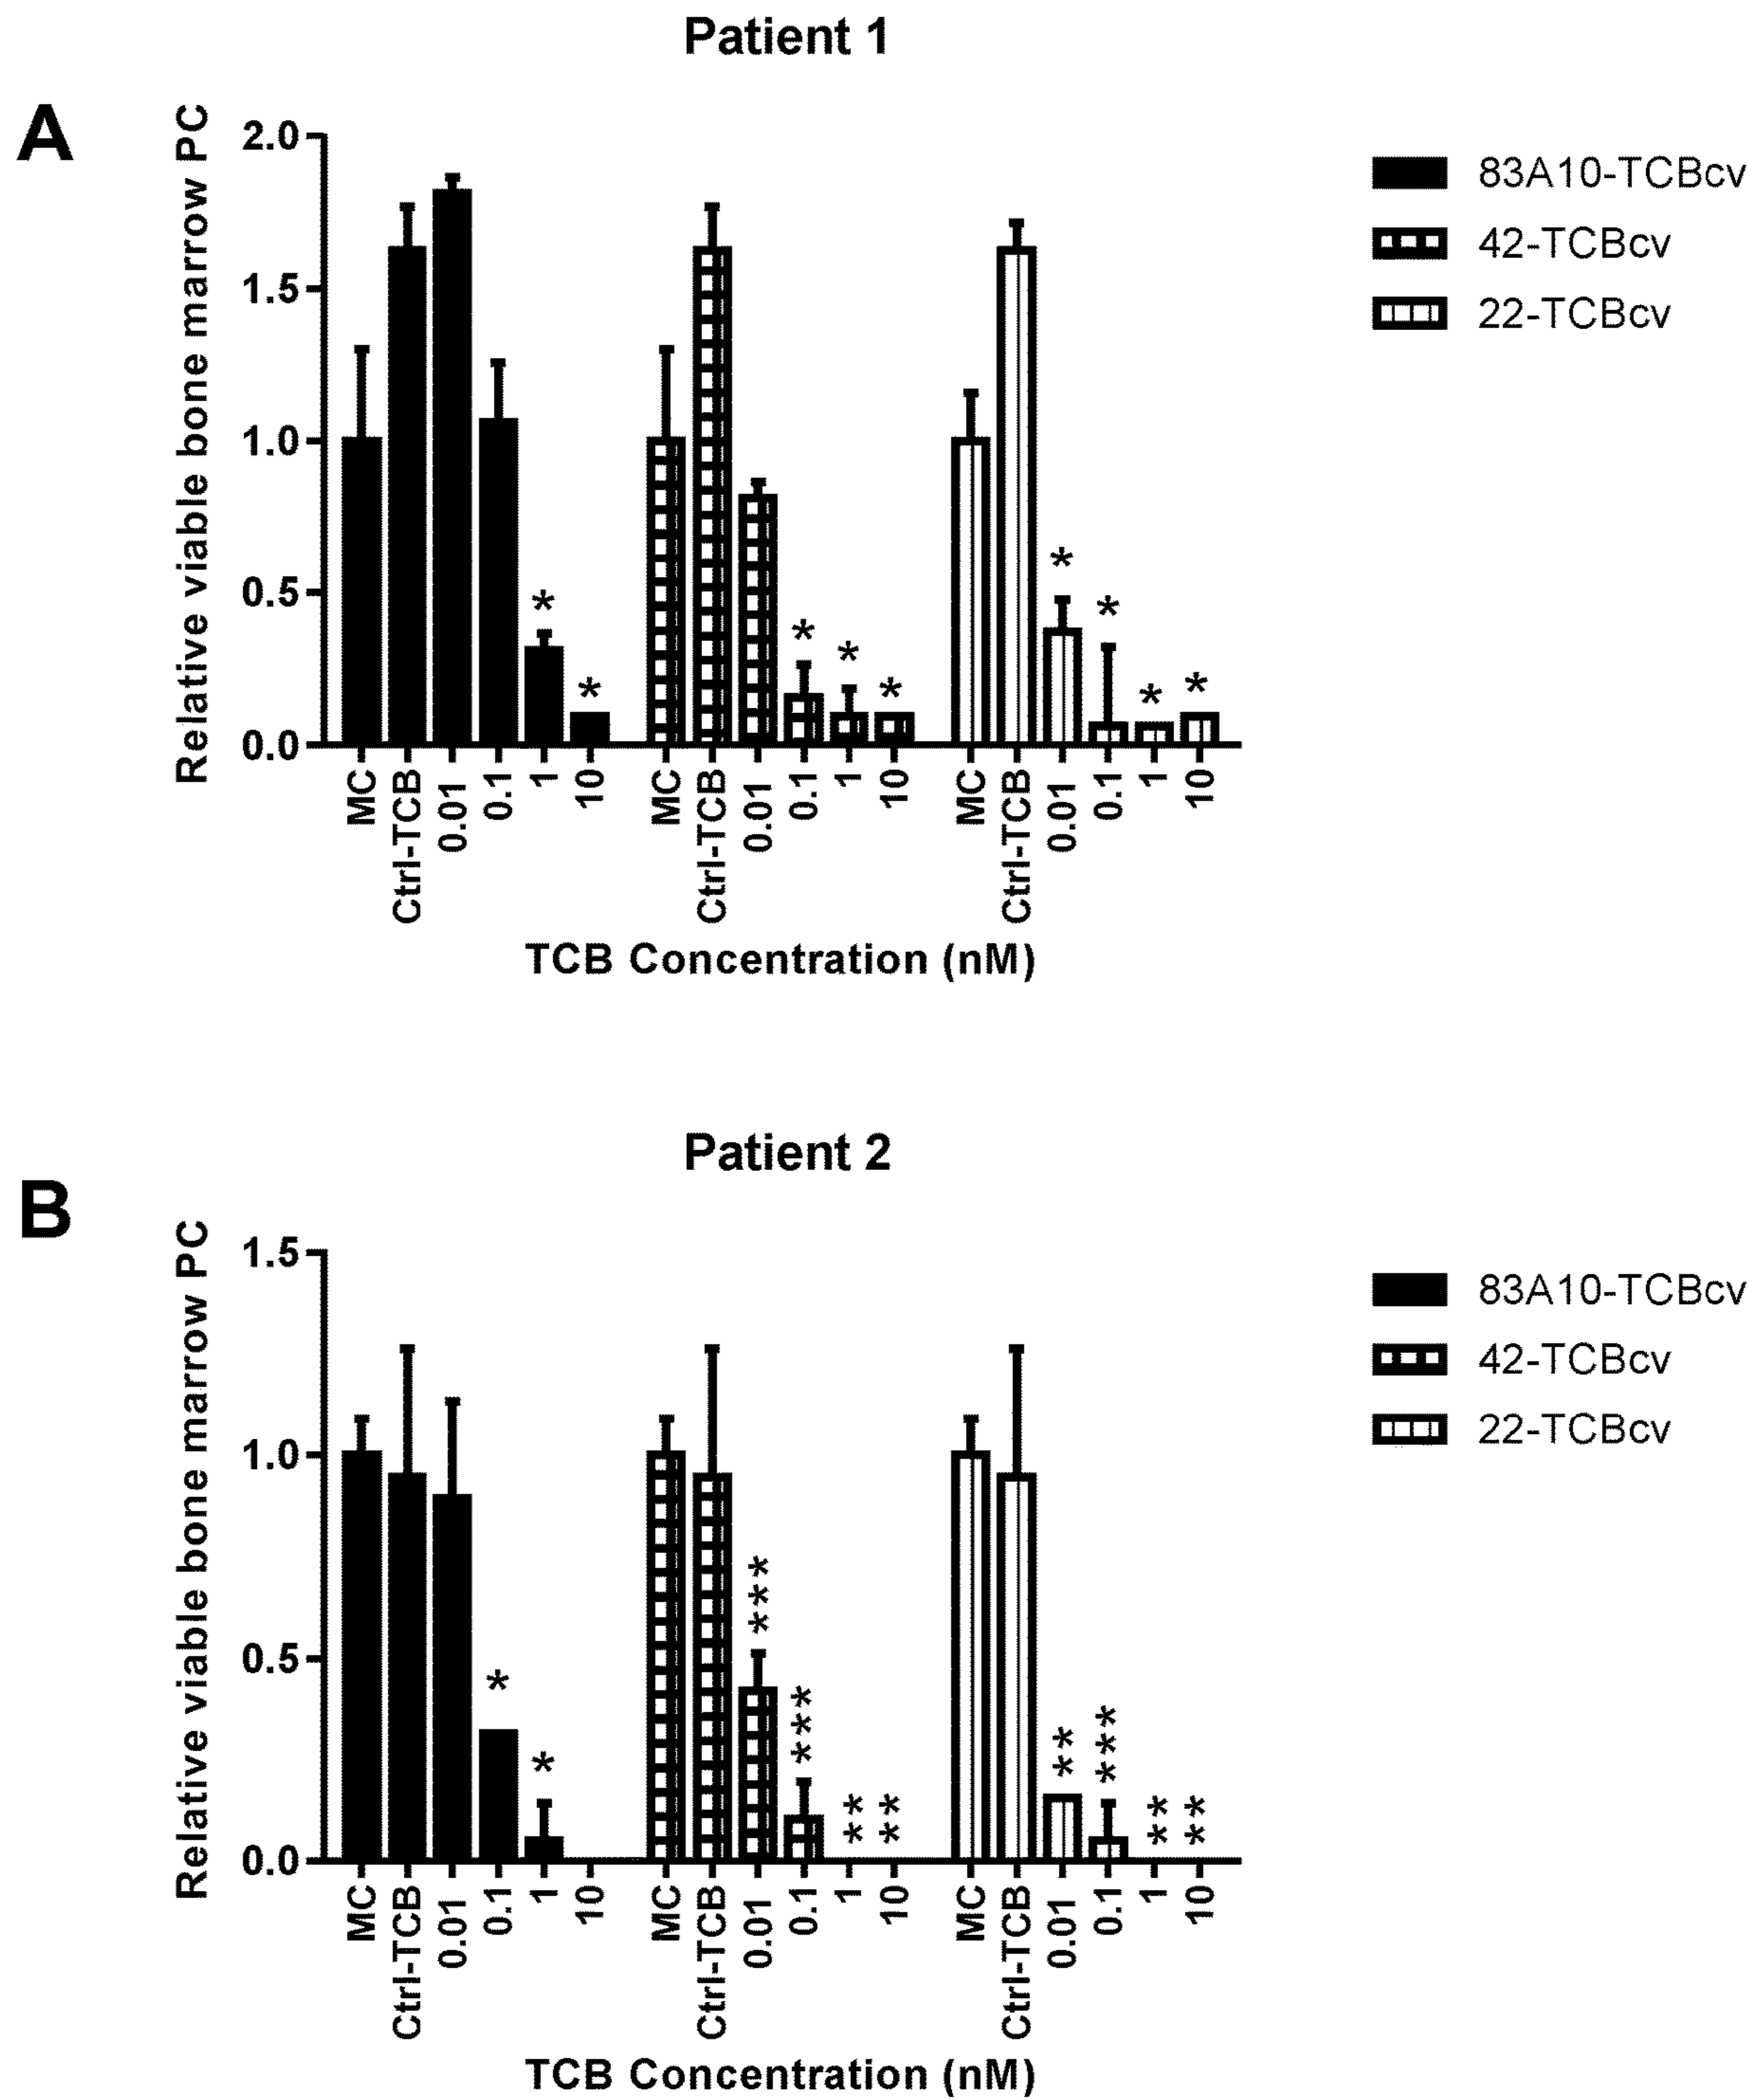 Patient 1
A
Relative viable bone marrow PC
2.0
1.5
1.0
0.5
0.0
* * * * * * * * *
MC Ctrl-TCB 0.01 0.1 1 10 MC Ctrl-TCB 0.01 0.1 1 10 MC Ctrl-TCB 0.01 0.1 1 10
TCB Concentration (nM)
83A10-TCBcv
42-TCBcv
22-TCBcv
Patient 2
B
Relative viable bone marrow PC
1.5
1.0
0.5
0.0
* * *** *** ** ** ** *** ** **
MC Ctrl-TCB 0.01 0.1 1 10 MC Ctrl-TCB 0.01 0.1 1 10 MC Ctrl-TCB 0.01 0.1 1 10
TCB Concentration (nM)
83A10-TCBcv
42-TCBcv
22-TCBcv